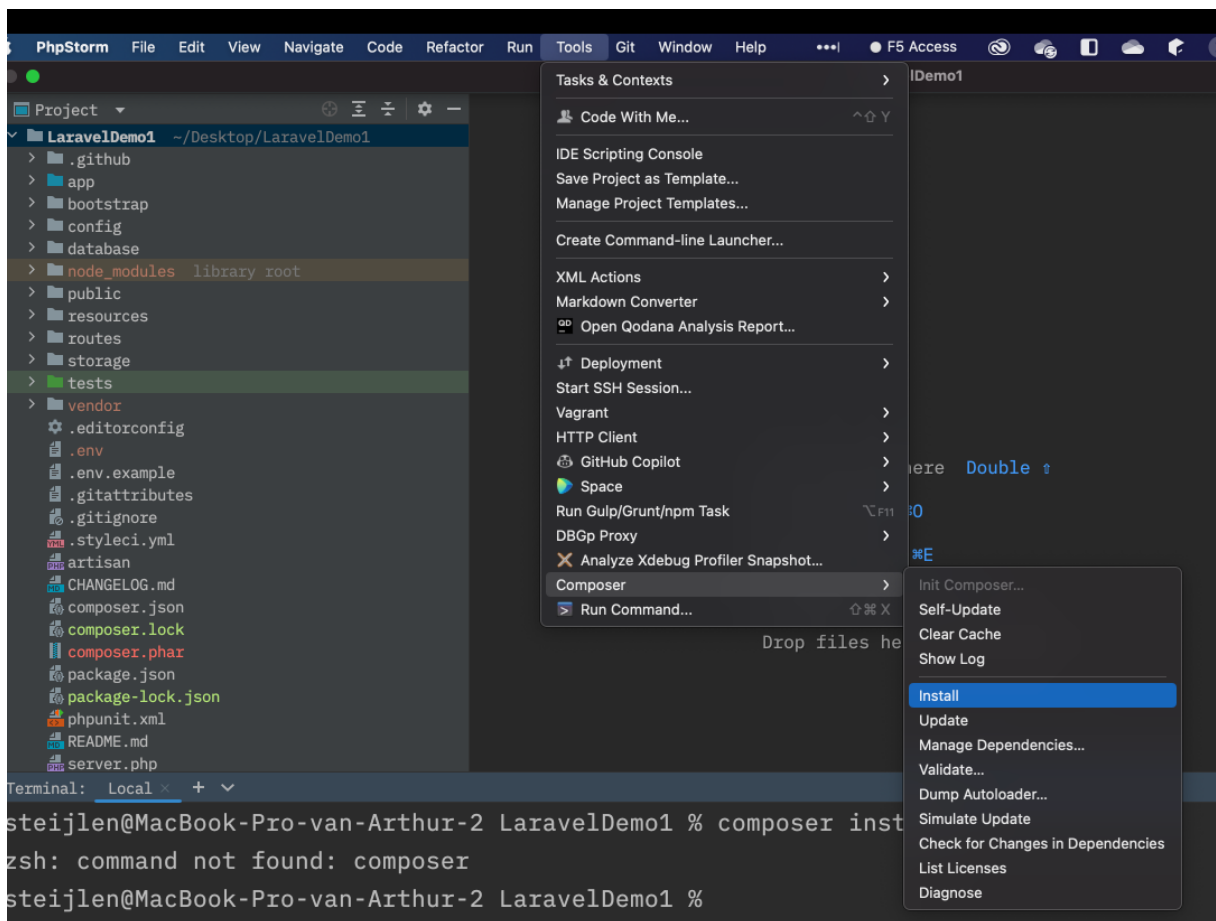 PhpStorm File Edit View Navigate Code Refactor Run Tools Git Window Help F5 Access
lDemo1
Project
LaravelDemo1 ~/Desktop/LaravelDemo1
.github
app
bootstrap
config
database
node_modules library root
public
resources
routes
storage
tests
vendor
.editorconfig
.env
.env.example
.gitattributes
.gitignore
.styleci.yml
artisan
CHANGELOG.md
composer.json
composer.lock
composer.phar
package.json
package-lock.json
phpunit.xml
README.md
server.php
Tasks & Contexts
Code With Me... ^⇧Y
IDE Scripting Console
Save Project as Template...
Manage Project Templates...
Create Command-line Launcher...
XML Actions
Markdown Converter
Open Qodana Analysis Report...
Deployment
Start SSH Session...
Vagrant
HTTP Client
GitHub Copilot
Space
Run Gulp/Grunt/npm Task ⌥F11
DBGp Proxy
Analyze Xdebug Profiler Snapshot...
Composer
Run Command... ⇧⌘X
Init Composer...
Self-Update
Clear Cache
Show Log
Install
Update
Manage Dependencies...
Validate...
Dump Autoloader...
Simulate Update
Check for Changes in Dependencies
List Licenses
Diagnose
here Double ⇧
⌘O
⌘E
Drop files he
Terminal: Local × +
steijlen@MacBook-Pro-van-Arthur-2 LaravelDemo1 % composer inst
zsh: command not found: composer
steijlen@MacBook-Pro-van-Arthur-2 LaravelDemo1 %